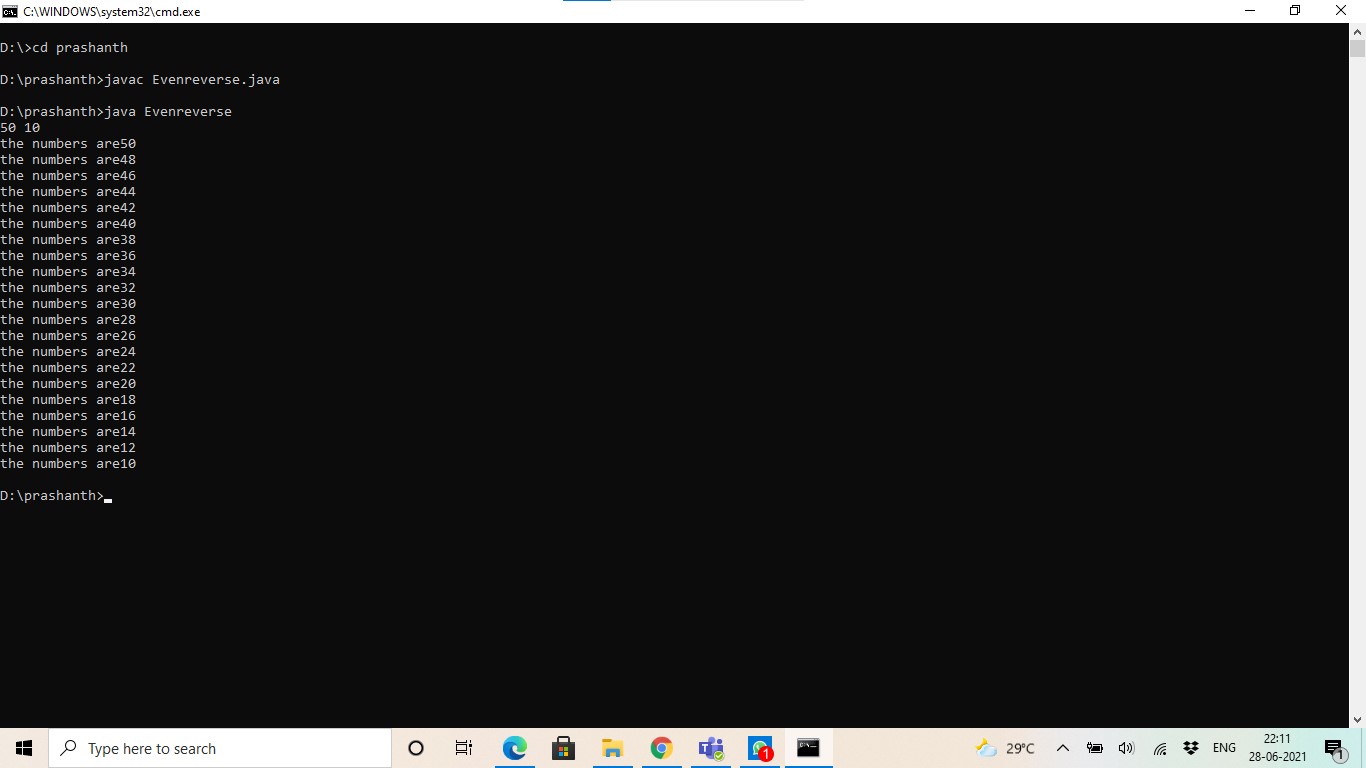 C:\WINDOWS\system32\cmd.exe
D:\>cd prashanth
D:\prashanth>javac Evenreverse.java
D:\prashanth>java Evenreverse
50 10
the numbers are50
the numbers are48
the numbers are46
the numbers are44
the numbers are42
the numbers are40
the numbers are38
the numbers are36
the numbers are34
the numbers are32
the numbers are30
the numbers are28
the numbers are26
the numbers are24
the numbers are22
the numbers are20
the numbers are18
the numbers are16
the numbers are14
the numbers are12
the numbers are10
D:\prashanth>
Type here to search
1
29°C
ENG
22:11
28-06-2021
1